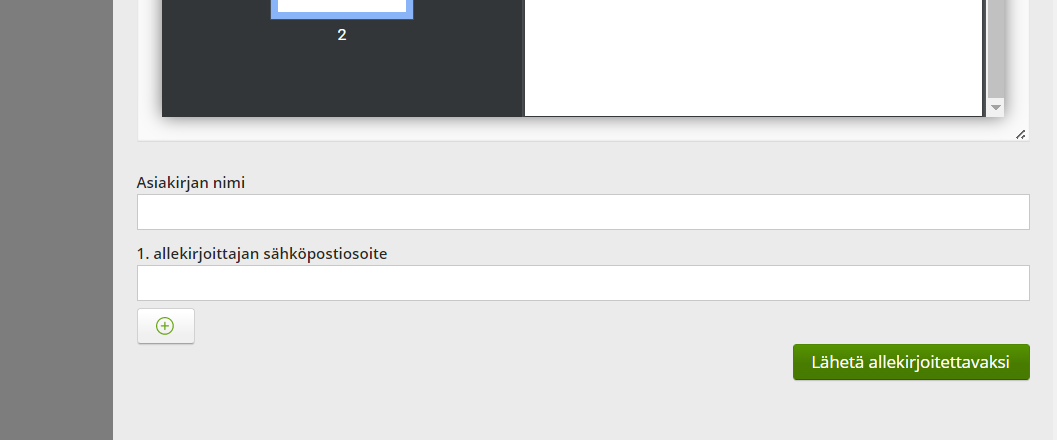 2
Asiakirjan nimi
1. allekirjoittajan sähköpostiosoite
Lähetä allekirjoitettavaksi